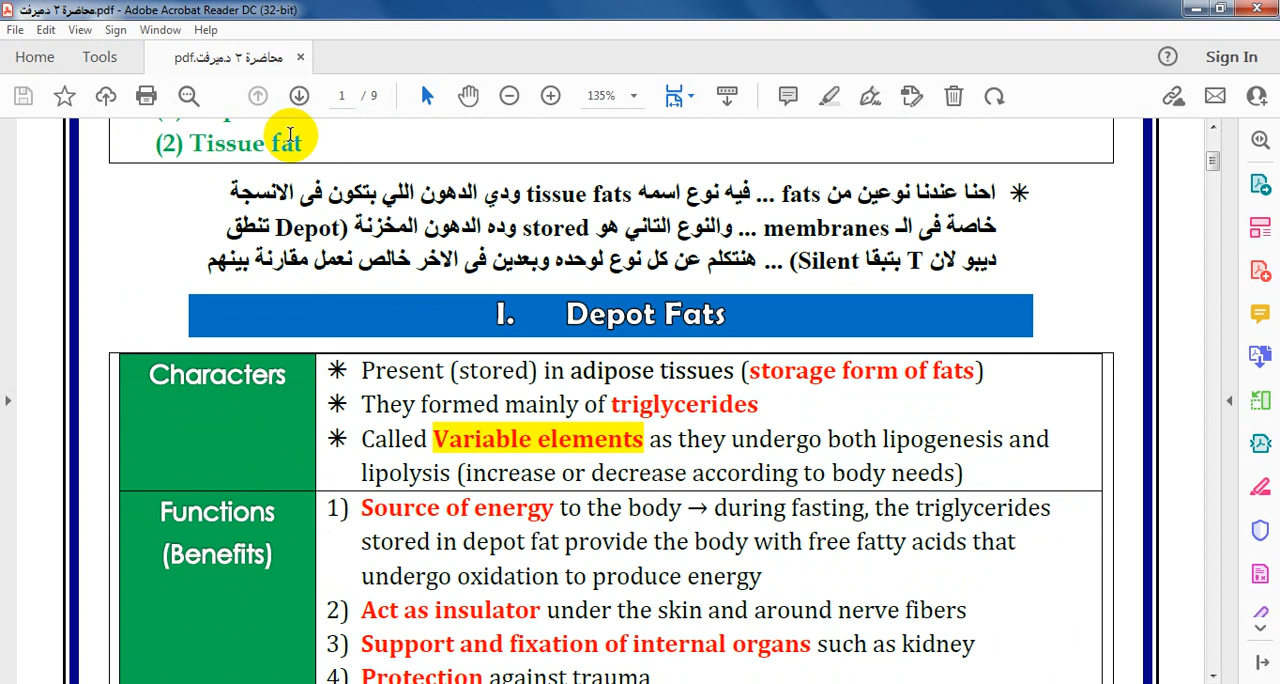 محاضرة ٢ د.ميرفت.pdf - Adobe Acrobat Reader DC (32-bit)
File Edit View Sign Window Help
Home Tools محاضرة ٢ د.ميرفت.pdf × Sign In
1 / 9 135%
(2) Tissue fat
✳ احنا عندنا نوعين من fats ... فيه نوع اسمه tissue fats ودي الدهون اللي بتكون فى الانسجة
خاصة فى الـ membranes ... والنوع التاني هو stored وده الدهون المخزنة (Depot تنطق
ديبو لان T بتبقا Silent) ... هنتكلم عن كل نوع لوحده وبعدين فى الاخر خالص نعمل مقارنة بينهم
I. Depot Fats
Characters
✳ Present (stored) in adipose tissues (storage form of fats)
✳ They formed mainly of triglycerides
✳ Called Variable elements as they undergo both lipogenesis and
lipolysis (increase or decrease according to body needs)
Functions
(Benefits)
1) Source of energy to the body → during fasting, the triglycerides
stored in depot fat provide the body with free fatty acids that
undergo oxidation to produce energy
2) Act as insulator under the skin and around nerve fibers
3) Support and fixation of internal organs such as kidney
4) Protection against trauma